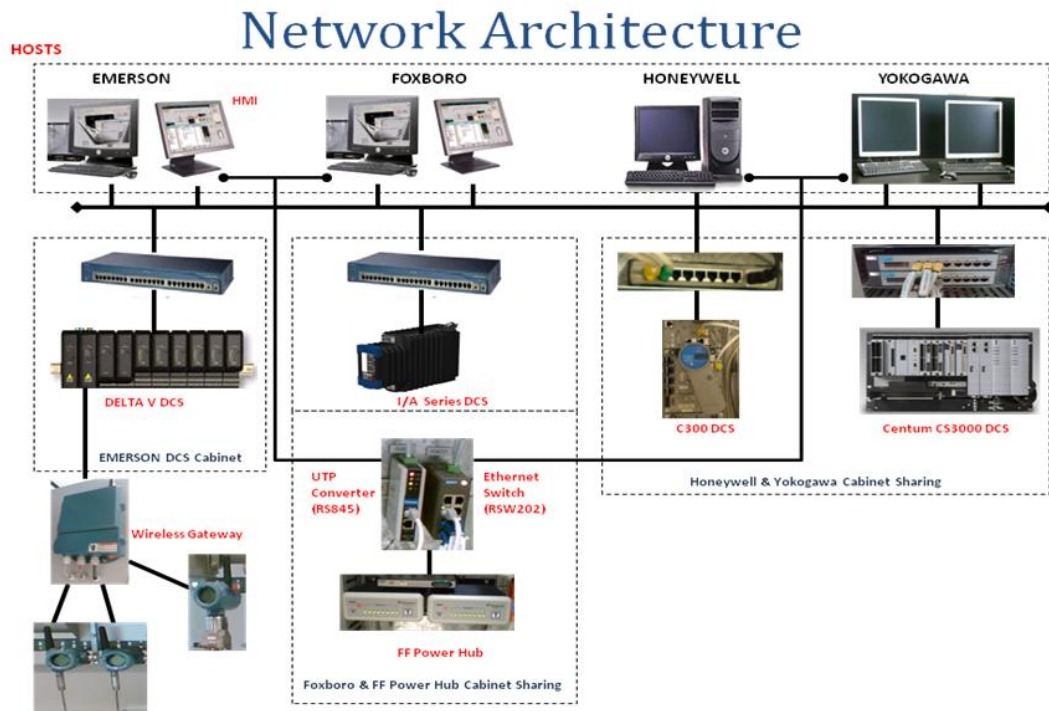 Network Architecture
HOSTS
EMERSON
FOXBORO
HONEYWELL
YOKOGAWA
HMI
DELTA V DCS
I/A Series DCS
C300 DCS
Centum CS3000 DCS
EMERSON DCS Cabinet
UTP
Converter
(RS845)
Ethernet
Switch
(RSW202)
Honeywell & Yokogawa Cabinet Sharing
Wireless Gateway
FF Power Hub
Foxboro & FF Power Hub Cabinet Sharing